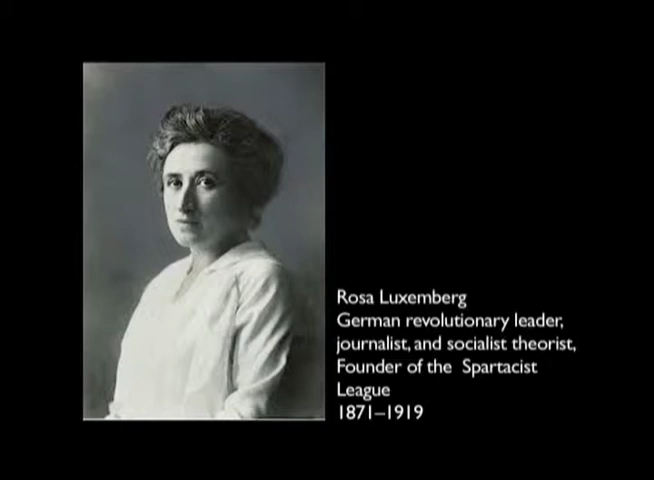 Rosa Luxemberg
German revolutionary leader,
journalist, and socialist theorist,
Founder of the  Spartacist
League
1871–1919